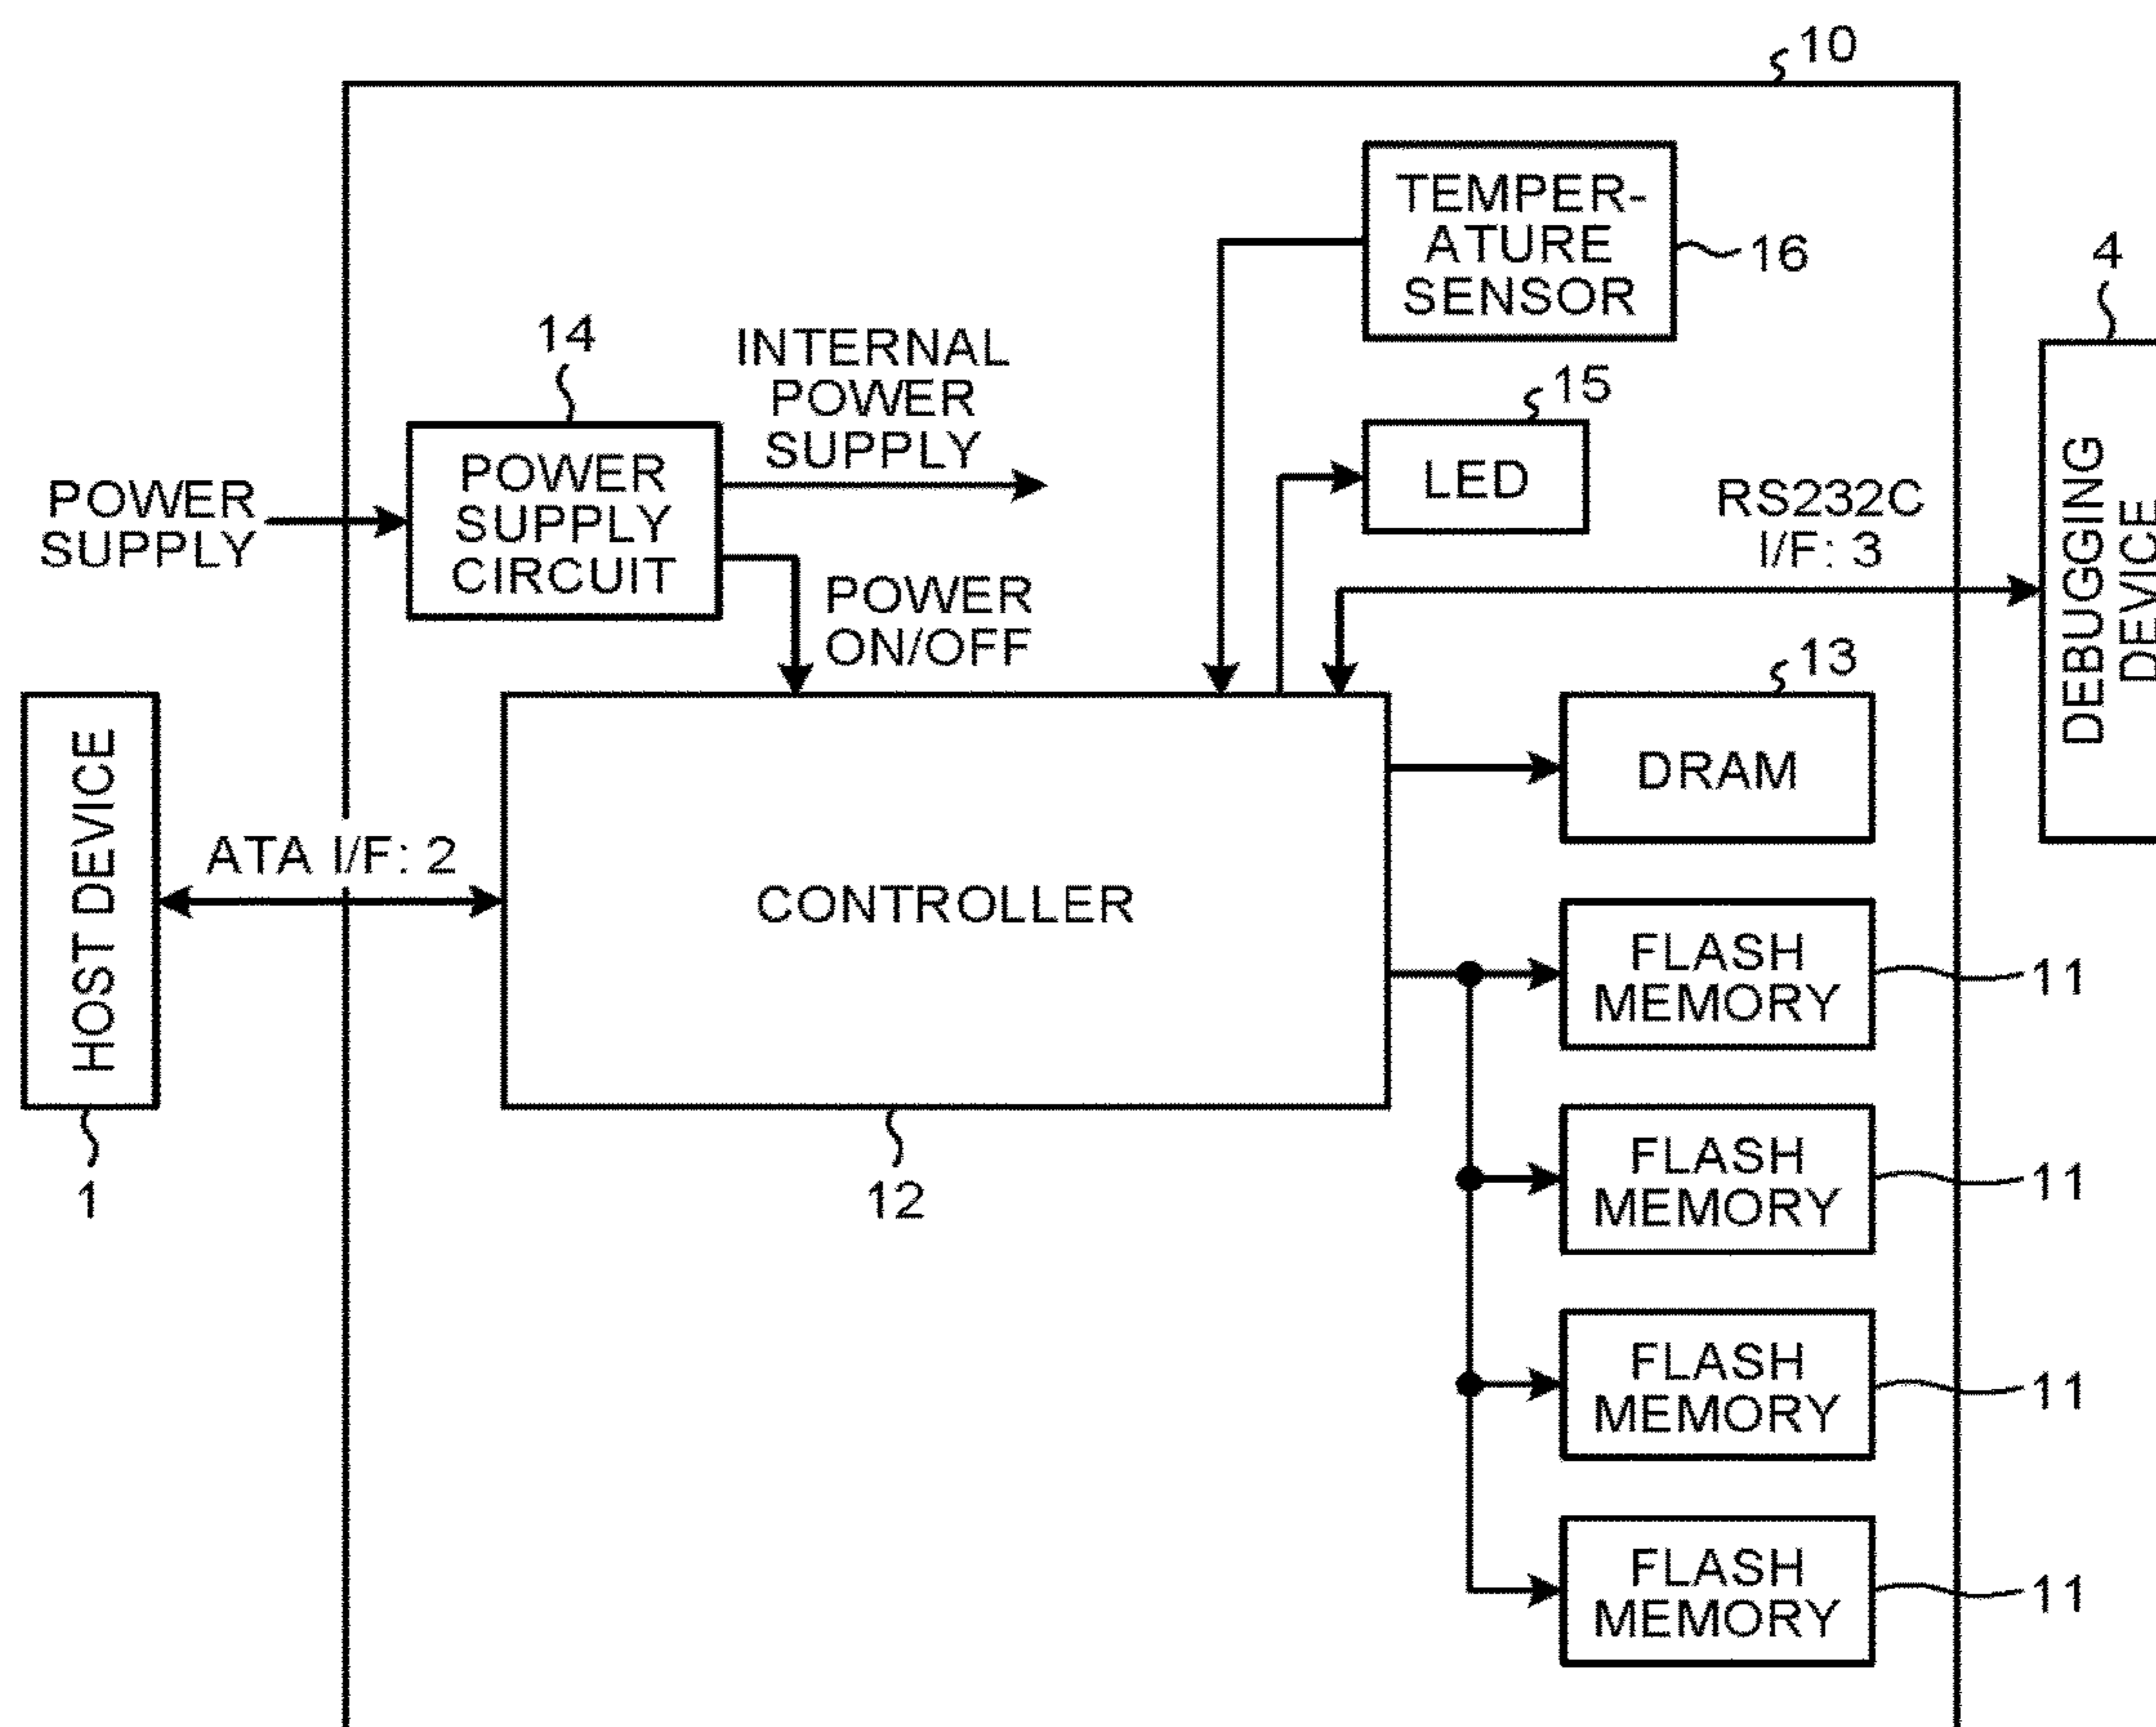 10
TEMPER-
ATURE
SENSOR
16
4
14
INTERNAL
POWER
SUPPLY
15
LED
POWER
SUPPLY
CIRCUIT
POWER
SUPPLY
RS232C
I/F: 3
DEBUGGING
DEVICE
POWER
ON/OFF
13
DRAM
HOST DEVICE
ATA I/F: 2
CONTROLLER
FLASH
MEMORY
11
1
12
FLASH
MEMORY
11
FLASH
MEMORY
11
FLASH
MEMORY
11